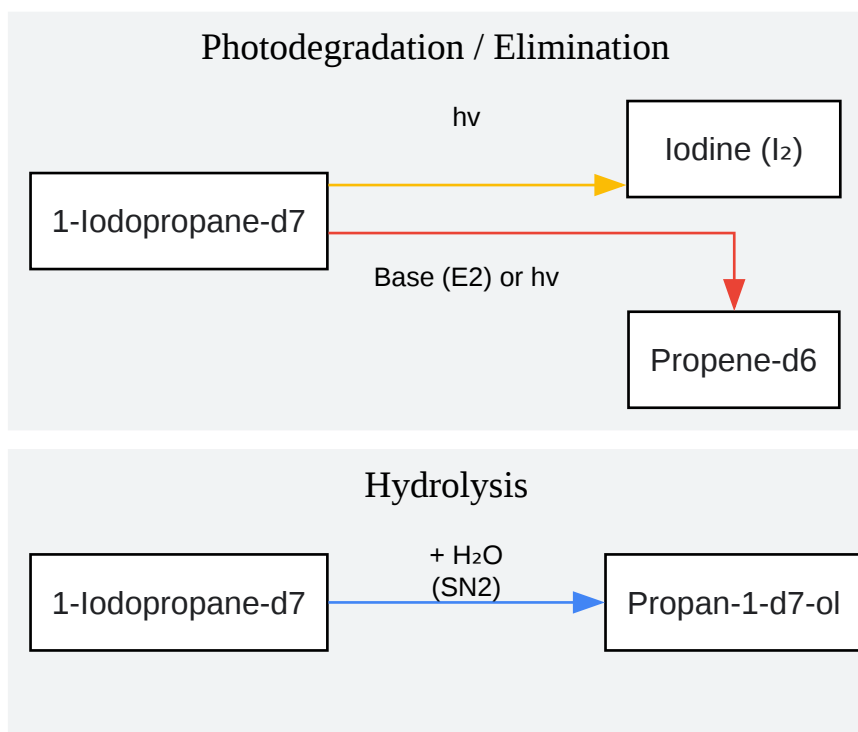 Photodegradation / Elimination
hv
Iodine (I₂)
1-Iodopropane-d7
Base (E2) or hv
Propene-d6
Hydrolysis
+ H₂O
(SN2)
1-Iodopropane-d7
Propan-1-d7-ol